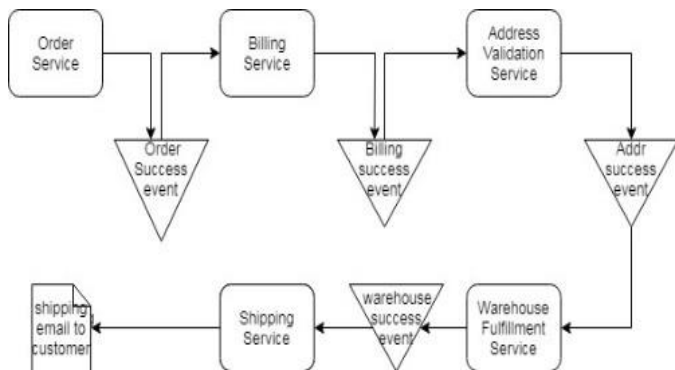 Order
Service
Billing
Service
Address
Validation
Service
Order
Success
event
Billing
success
event
Addr
success
event
shipping
email to
customer
Shipping
Service
warehouse
success
event
Warehouse
Fulfillment
Service